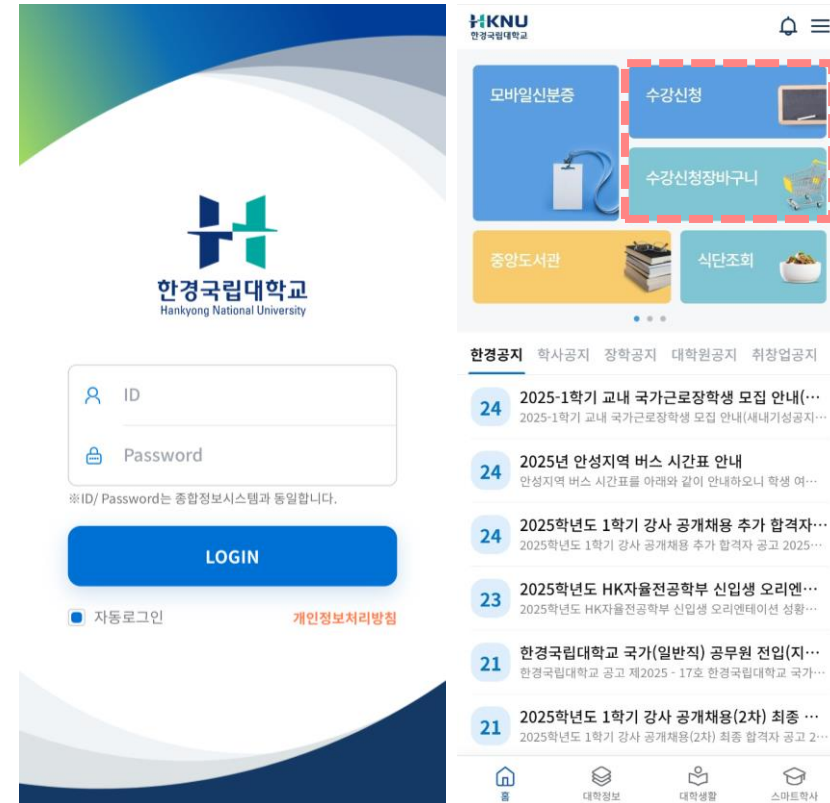 한경국립대학교
Hankyong National University
ID
Password
※ID/ Password는 종합정보시스템과 동일합니다.
LOGIN
자동로그인
개인정보처리방침
HKNU
한경국립대학교
모바일신분증
수강신청
수강신청장바구니
중앙도서관
식단조회
한경공지 학사공지 장학공지 대학원공지 취창업공지
24
2025-1학기 교내 국가근로장학생 모집 안내(…
2025-1학기 교내 국가근로장학생 모집 안내(새내기성공지…
24
2025년 안성지역 버스 시간표 안내
안성지역 버스 시간표를 아래와 같이 안내하오니 학생 여…
24
2025학년도 1학기 강사 공개채용 추가 합격자…
2025학년도 1학기 강사 공개채용 추가 합격자 공고 2025…
23
2025학년도 HK자율전공학부 신입생 오리엔…
2025학년도 HK자율전공학부 신입생 오리엔테이션 성황…
21
한경국립대학교 국가(일반직) 공무원 전입(지…
한경국립대학교 공고 제2025 - 17호 한경국립대학교 국가…
21
2025학년도 1학기 강사 공개채용(2차) 최종 …
2025학년도 1학기 강사 공개채용(2차) 최종 합격자 공고 2…
홈 대학정보 대학생활 스마트학사